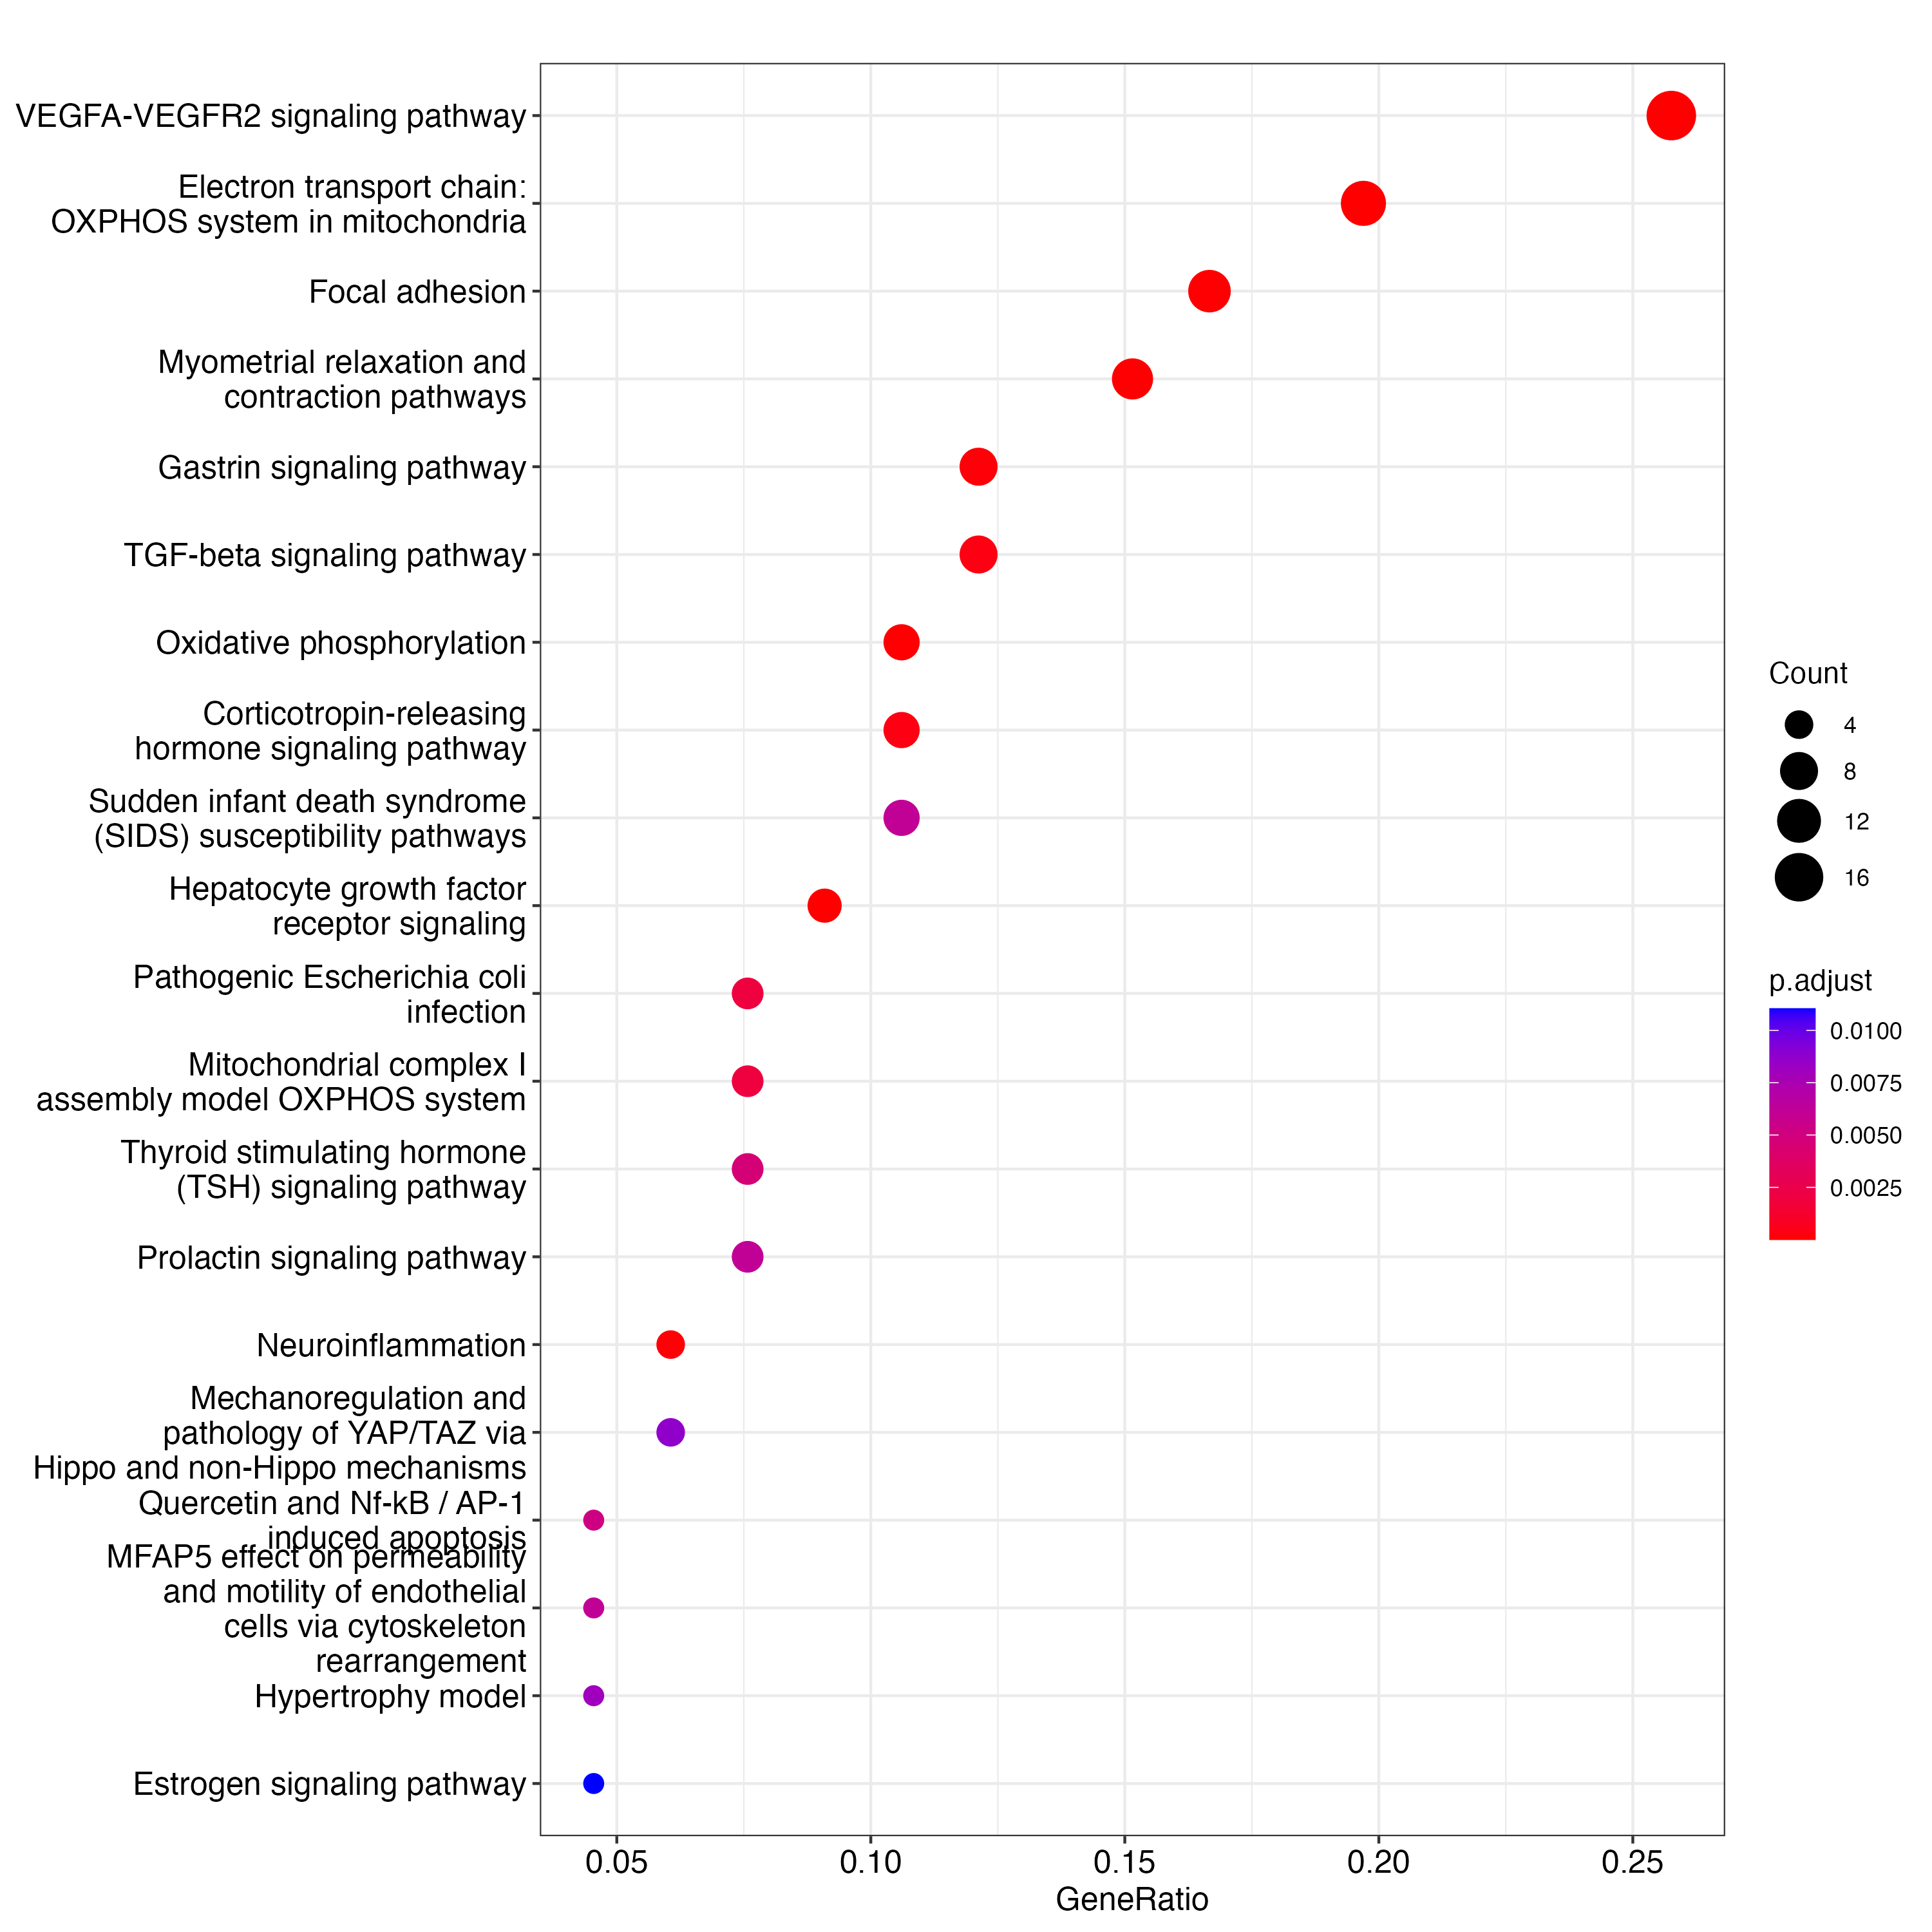 VEGFA-VEGFR2 signaling pathway
Electron transport chain:
OXPHOS system in mitochondria
Focal adhesion
Myometrial relaxation and
contraction pathways
Gastrin signaling pathway
TGF-beta signaling pathway
Oxidative phosphorylation
Corticotropin-releasing
hormone signaling pathway
Sudden infant death syndrome
(SIDS) susceptibility pathways
Hepatocyte growth factor
receptor signaling
Pathogenic Escherichia coli
infection
Mitochondrial complex I
assembly model OXPHOS system
Thyroid stimulating hormone
(TSH) signaling pathway
Prolactin signaling pathway
Neuroinflammation
Mechanoregulation and
pathology of YAP/TAZ via
Hippo and non-Hippo mechanisms
Quercetin and Nf-kB / AP-1
induced apoptosis
MFAP5 effect on permeability
and motility of endothelial
cells via cytoskeleton
rearrangement
Hypertrophy model
Estrogen signaling pathway
0.05
0.10
0.15
0.20
0.25
GeneRatio
Count
4
8
12
16
p.adjust
0.0100
0.0075
0.0050
0.0025